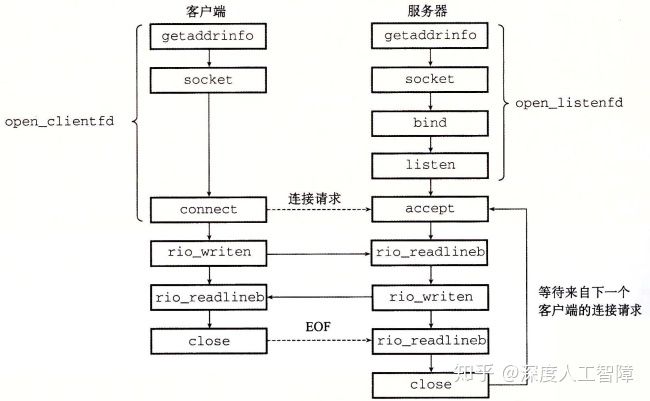 客户端
服务器
getaddrinfo
getaddrinfo
socket
socket
open_clientfd
open_listenfd
bind
listen
连接请求
connect
accept
rio_writen
rio_readlineb
等待来自下一个
客户端的连接请求
rio_readlineb
rio_writen
EOF
close
rio_readlineb
close
知乎 @深度人工智障